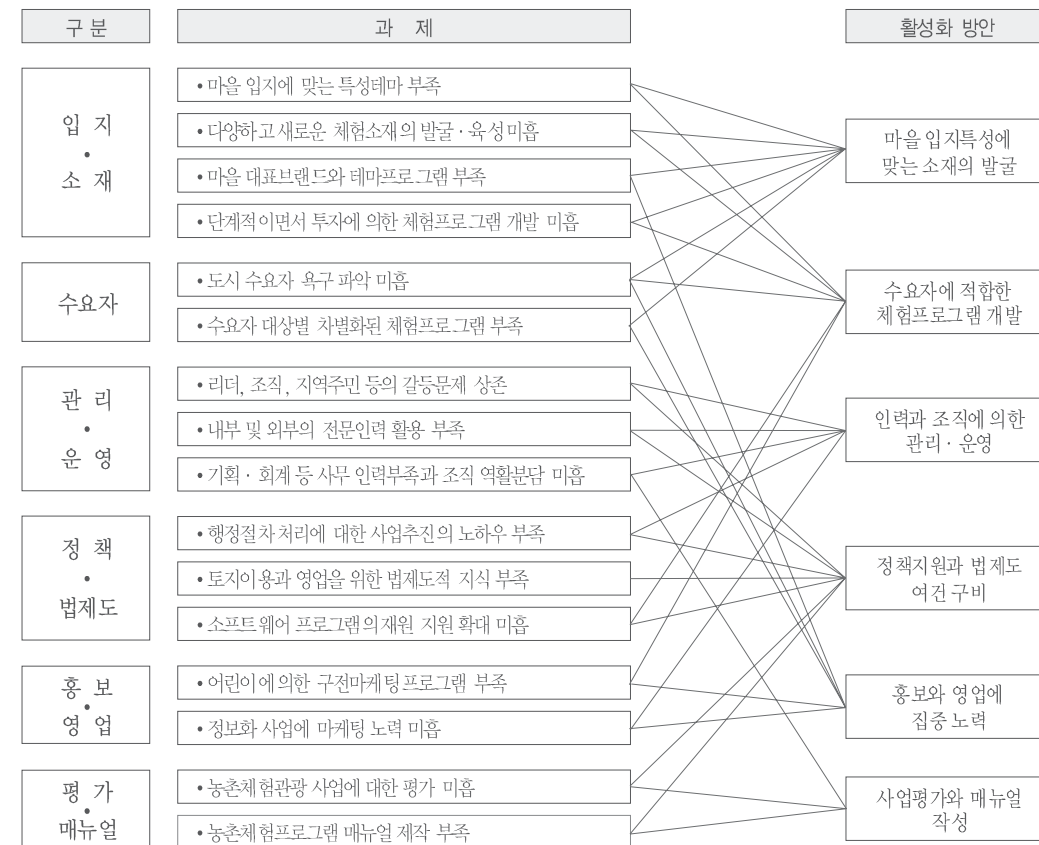 구 분
과 제
활성화 방안
입 지
•
소 재
• 마을 입지에 맞는 특성테마 부족
• 다양하고 새로운 체험소재의 발굴 · 육성 미흡
• 마을 대표브랜드와 테마프로그램 부족
• 단계적이면서 투자에 의한 체험프로그램 개발 미흡
수요자
• 도시 수요자 욕구 파악 미흡
• 수요자 대상별 차별화된 체험프로그램 부족
관 리
•
운 영
• 리더, 조직, 지역주민 등의 갈등문제 상존
• 내부 및 외부의 전문인력 활용 부족
• 기획 · 회계 등 사무 인력부족과 조직 역활분담 미흡
정 책
•
법제도
• 행정절차 처리에 대한 사업추진의 노하우 부족
• 토지이용과 영업을 위한 법제도적 지식 부족
• 소프트웨어 프로그램의 재원 지원 확대 미흡
홍 보
•
영 업
• 어린이에 의한 구전마케팅프로그램 부족
• 정보화 사업에 마케팅 노력 미흡
평 가
•
매뉴얼
• 농촌체험관광 사업에 대한 평가 미흡
• 농촌체험프로그램 매뉴얼 제작 부족
마을 입지특성에
맞는 소재의 발굴
수요자에 적합한
체험프로그램 개발
인력과 조직에 의한
관리 · 운영
정책지원과 법제도
여건 구비
홍보와 영업에
집중 노력
사업평가와 매뉴얼
작성